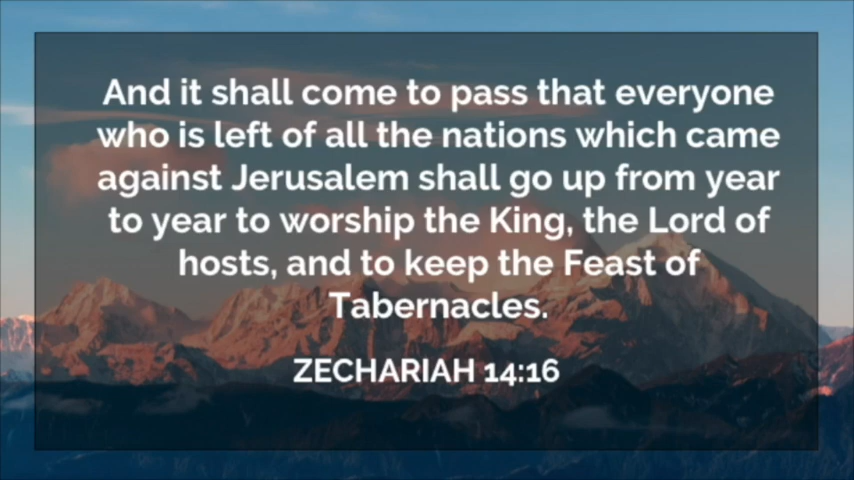 And it shall come to pass that everyone
who is left of all the nations which came
against Jerusalem shall go up from year
to year to worship the King, the Lord of
hosts, and to keep the Feast of
Tabernacles.
ZECHARIAH 14:16